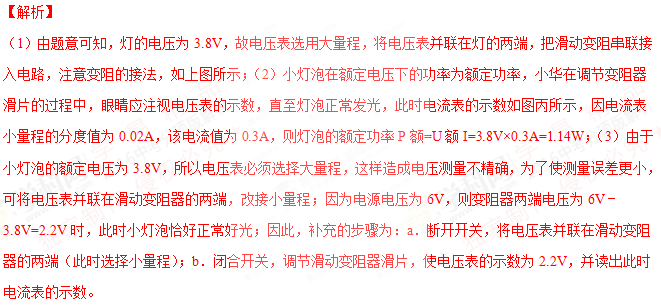 【解析】
（1）由题意可知，灯的电压为 3.8V，故电压表选用大量程，将电压表并联在灯的两端，把滑动变阻串联接
入电路，注意变阻的接法，如上图所示；（2）小灯泡在额定电压下的功率为额定功率，小华在调节变阻器
滑片的过程中，眼睛应注视电压表的示数，直至灯泡正常发光，此时电流表的示数如图丙所示，因电流表
小量程的分度值为 0.02A，该电流值为 0.3A，则灯泡的额定功率 P 额=U 额 I=3.8V×0.3A=1.14W；（3）由于
小灯泡的额定电压为 3.8V，所以电压表必须选择大量程，这样造成电压测量不精确，为了使测量误差更小，
可将电压表并联在滑动变阻器的两端，改接小量程；因为电源电压为 6V，则变阻器两端电压为 6V﹣
3.8V=2.2V 时，此时小灯泡恰好正常好光；因此，补充的步骤为：a．断开开关，将电压表并联在滑动变阻
器的两端（此时选择小量程）；b．闭合开关，调节滑动变阻器滑片，使电压表的示数为 2.2V，并读出此时
电流表的示数。